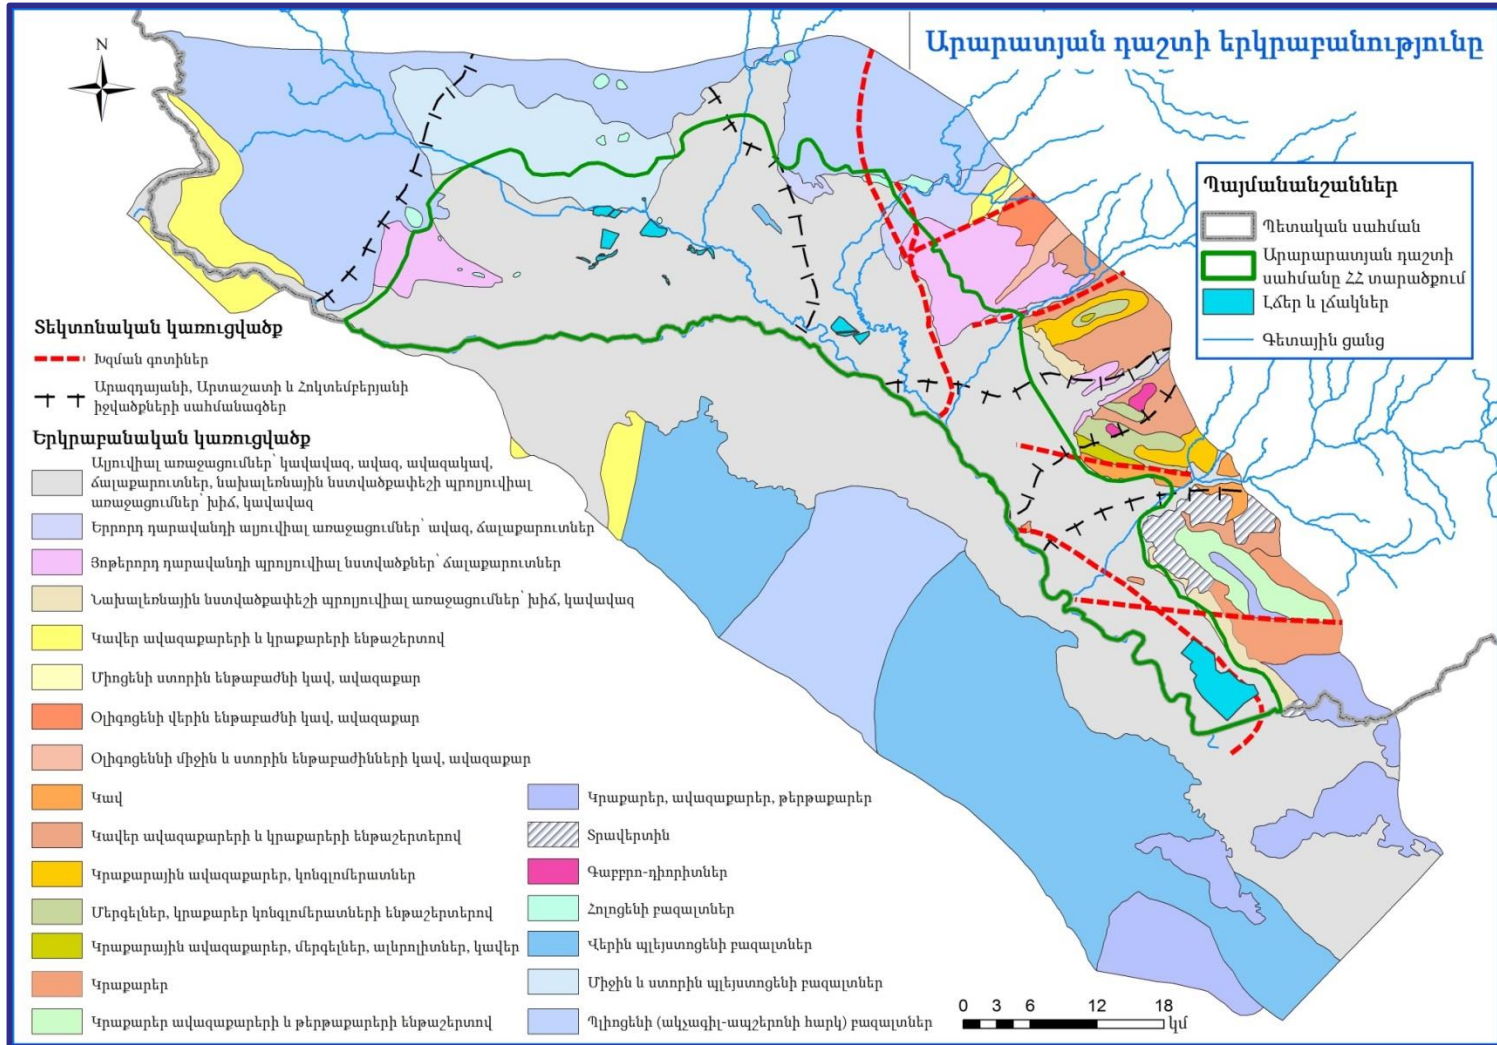 Արարատյան դաշտի երկրաբանությունը
N
Պայմանանշաններ
Պետական սահման
Արարարատյան դաշտի
սահմանը ՀՀ տարածքում
Լճեր և լճակներ
Գետային ցանց
Տեկտոնական կառուցվածք
Խզման գոտիներ
Արազդայանի, Արտաշատի և Հոկտեմբերյանի
իջվածքների սահմանագծեր
Երկրաբանական կառուցվածք
Ալյուվիալ առաջացումներ՝ կավավազ, ավազ, ավազակավ,
ճալաքարուտներ, նախալեռնային նստվածքափեշի պրոլյուվիալ
առաջացումներ՝ խիճ, կավավազ
Երրորդ դարավանդի ալյուվիալ առաջացումներ՝ ավազ, ճալաքարուտներ
Յոթերորդ դարավանդի պրոլյուվիալ նստվածքներ՝ ճալաքարուտներ
Նախալեռնային նստվածքափեշի պրոլյուվիալ առաջացումներ՝ խիճ, կավավազ
Կավեր ավազաքարերի և կրաքարերի ենթաշերտով
Միոցենի ստորին ենթաբաժնի կավ, ավազաքար
Օլիգոցենի վերին ենթաբաժնի կավ, ավազաքար
Օլիգոցեննի միջին և ստորին ենթաբաժինների կավ, ավազաքար
Կավ
Կավեր ավազաքարերի և կրաքարերի ենթաշերտերով
Կրաքարային ավազաքարեր, կոնգլոմերատներ
Մերգելներ, կրաքարեր կոնգլոմերատների ենթաշերտերով
Կրաքարային ավազաքարեր, մերգելներ, ալևրոլիտներ, կավեր
Կրաքարեր
Կրաքարեր ավազաքարերի և թերթաքարերի ենթաշերտով
Կրաքարեր, ավազաքարեր, թերթաքարեր
Տրավերտին
Գաբբրո-դիորիտներ
Հոլոցենի բազալտներ
Վերին պլեյստոցենի բազալտներ
Միջին և ստորին պլեյստոցենի բազալտներ
Պլիոցենի (ակչագիլ-ապշերոնի հարկ) բազալտներ
0 3 6 12 18
կմ